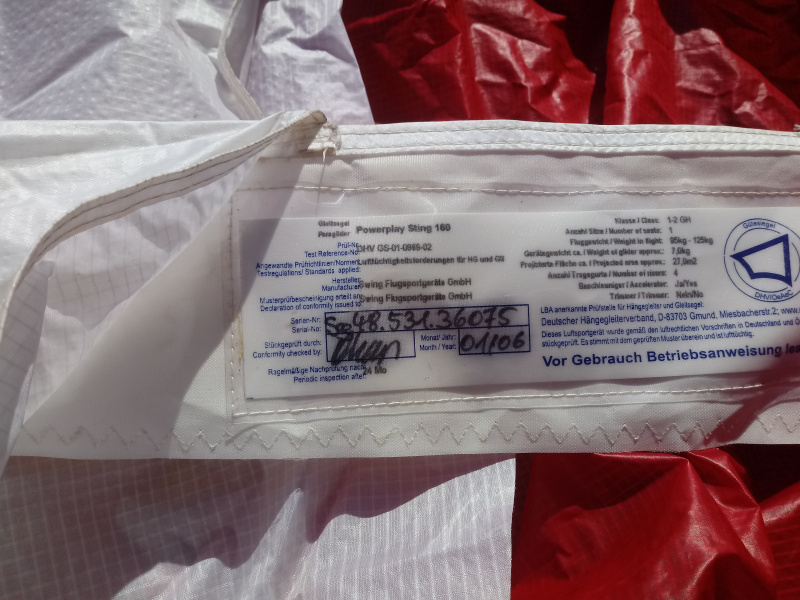 Gleitsegel
Paraglider Powerplay Sting 160
Prüf-Nr.
Test Reference-No. DHV GS-01-0969-02
Angewandte Prüfrichtlinien/Normen
Testregulations/ Standards applied: Lufttüchtigkeitsforderungen für HG und GS
Hersteller
Manufacturer Swing Flugsportgeräte GmbH
Musterprüfbescheinigung erteilt an
Declaration of conformity issued to: Swing Flugsportgeräte GmbH
Serien-Nr:
Serial-No: 48.531.36075
Stückgeprüft durch:
Conformity checked by:
Monat/ Jahr:
Month / Year: 01/06
Regelmäßige Nachprüfung nach
Periodic inspection after 24 Mo
Klasse / Class: 1-2 GH
Anzahl Sitze / Number of seats: 1
Fluggewicht / Weight in flight: 95kg - 125kg
Gerätegewicht ca. / Weight of glider approx.: 7,0kg
Projizierte Fläche ca. / Projected area approx.: 27,0m2
Anzahl Tragegurte / Number of risers: 4
Beschleuniger / Accelerator: Ja/Yes
Trimmer / Trimmer: Nein/No
LBA anerkannte Prüfstelle für Hängegleiter und Gleitsegel:
Deutscher Hängegleiterverband, D-83703 Gmund, Miesbacherstr.2;
Dieses Luftsportgerät wurde gemäß den luftrechtlichen Vorschriften in Deutschland und
stückgeprüft. Es stimmt mit dem geprüften Muster überein und ist lufttüchtig.
Vor Gebrauch Betriebsanweisung
Gütesiegel
DHV/OeAeC